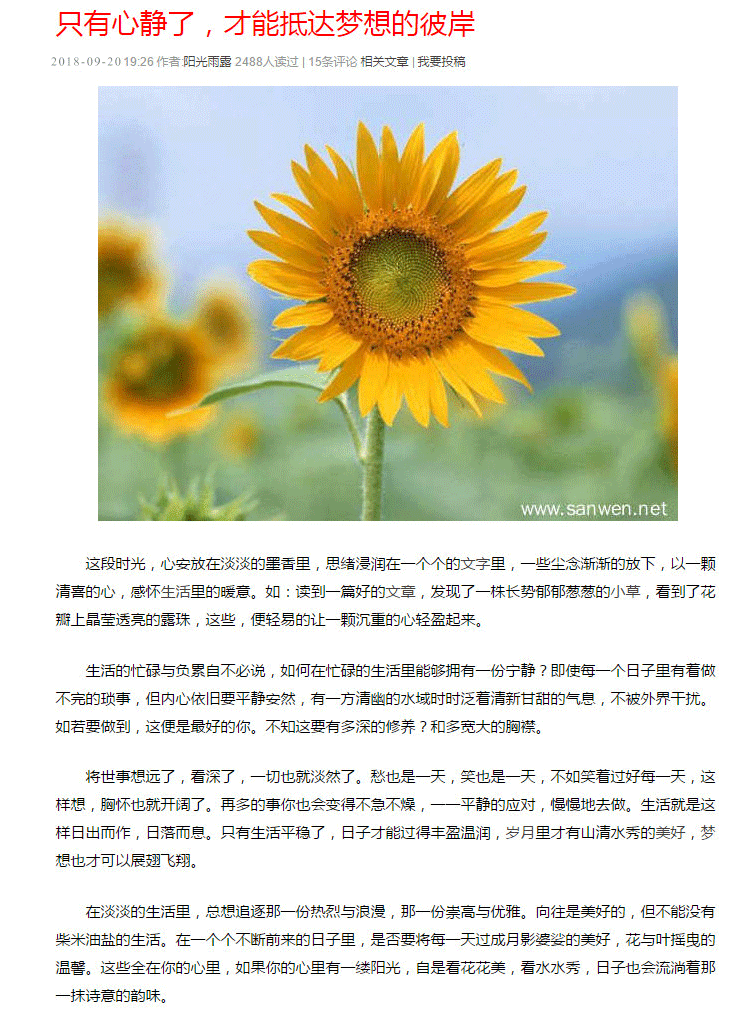 只有心静了，才能抵达梦想的彼岸
2018-09-20 19:26 作者:阳光雨露 2488人读过 | 15条评论 相关文章 | 我要投稿
www.sanwen.net
这段时光，心安放在淡淡的墨香里，思绪浸润在一个个的文字里，一些尘念渐渐的放下，以一颗
清喜的心，感怀生活里的暖意。如：读到一篇好的文章，发现了一株长势郁郁葱葱的小草，看到了花
瓣上晶莹透亮的露珠，这些，便轻易的让一颗沉重的心轻盈起来。
生活的忙碌与负累自不必说，如何在忙碌的生活里能够拥有一份宁静？即使每一个日子里有着做
不完的琐事，但内心依旧要平静安然，有一方清幽的水域时时泛着清新甘甜的气息，不被外界干扰。
如若要做到，这便是最好的你。不知这要有多深的修养？和多宽大的胸襟。
将世事想远了，看深了，一切也就淡然了。愁也是一天，笑也是一天，不如笑着过好每一天，这
样想，胸怀也就开阔了。再多的事你也会变得不急不燥，一一平静的应对，慢慢地去做。生活就是这
样日出而作，日落而息。只有生活平稳了，日子才能过得丰盈温润，岁月里才有山清水秀的美好，梦
想也才可以展翅飞翔。
在淡淡的生活里，总想追逐那一份热烈与浪漫，那一份崇高与优雅。向往是美好的，但不能没有
柴米油盐的生活。在一个个不断前来的日子里，是否要将每一天过成月影婆娑的美好，花与叶摇曳的
温馨。这些全在你的心里，如果你的心里有一缕阳光，自是看花花美，看水水秀，日子也会流淌着那
一抹诗意的韵味。